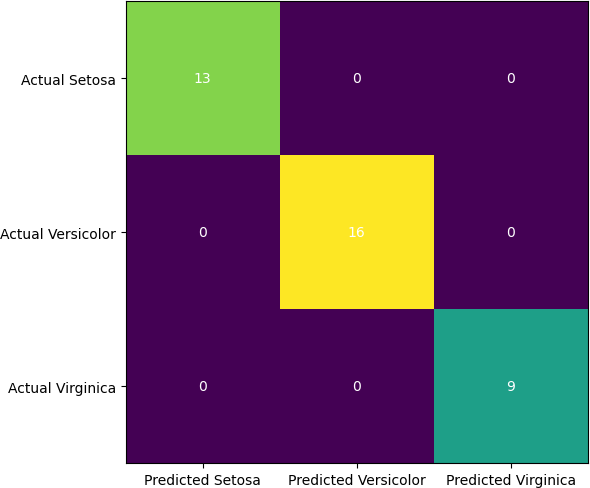 Actual Setosa 13 0 0
Actual Versicolor 0 16 0
Actual Virginica 0 0 9
Predicted Setosa Predicted Versicolor Predicted Virginica